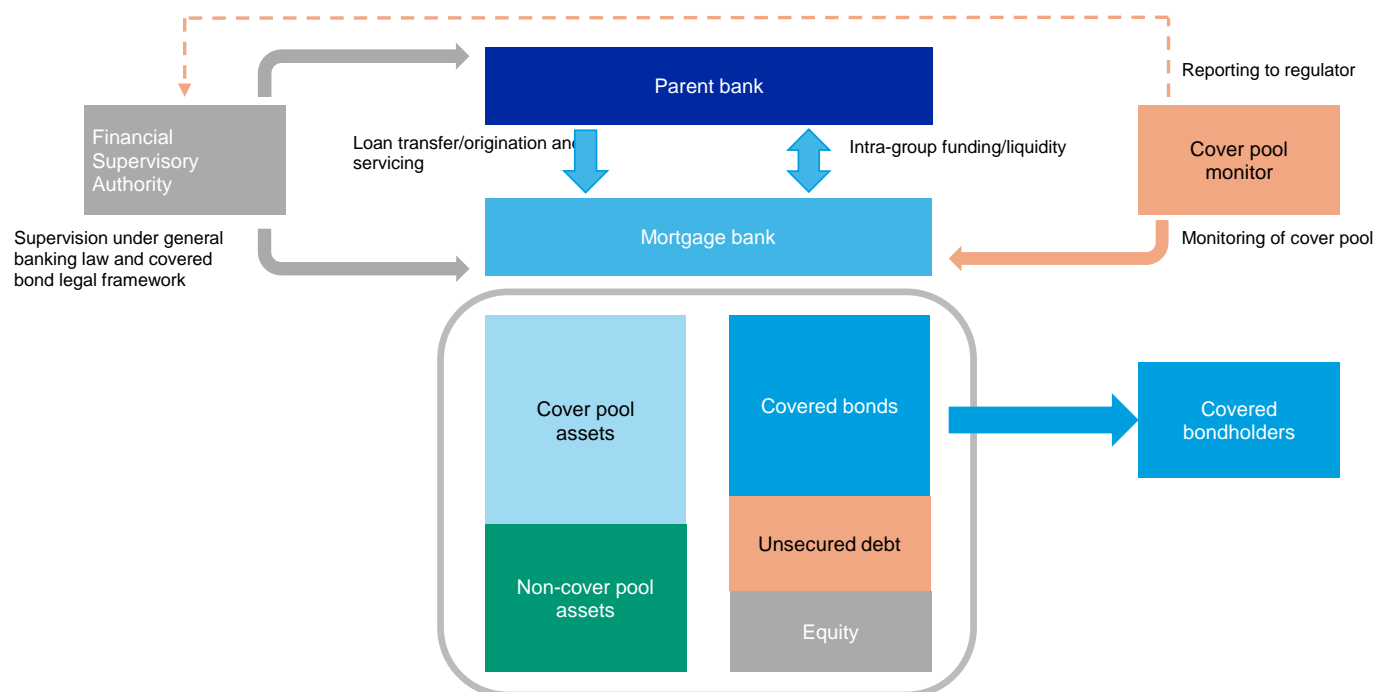 Reporting to regulator
Parent bank
Financial
Supervisory
Authority
Loan transfer/origination and
servicing
Intra-group funding/liquidity
Cover pool
monitor
Supervision under general
banking law and covered
bond legal framework
Mortgage bank
Monitoring of cover pool
Cover pool
assets
Covered bonds
Covered
bondholders
Unsecured debt
Non-cover pool
assets
Equity